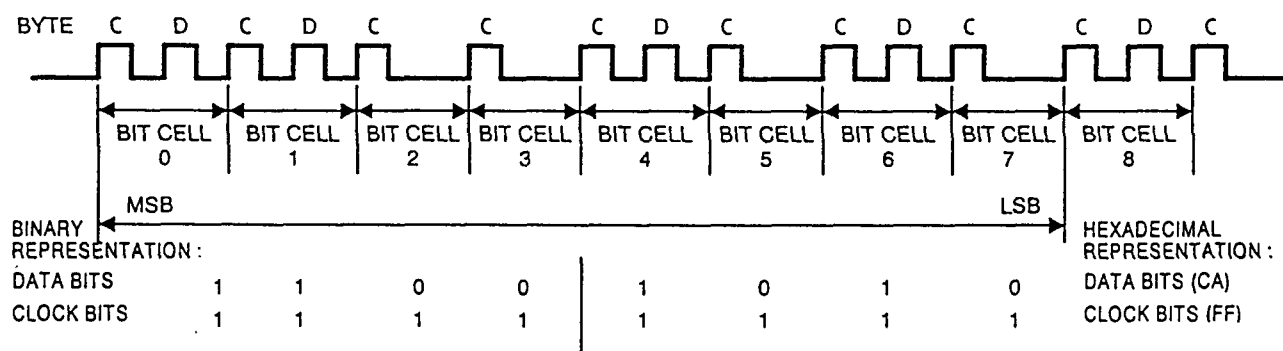 BYTE C D C D C C C D C C D C C D C
BIT CELL 0 BIT CELL 1 BIT CELL 2 BIT CELL 3 BIT CELL 4 BIT CELL 5 BIT CELL 6 BIT CELL 7 BIT CELL 8
MSB LSB
BINARY REPRESENTATION :
HEXADECIMAL REPRESENTATION :
DATA BITS 1 1 0 0 1 0 1 0 DATA BITS (CA)
CLOCK BITS 1 1 1 1 1 1 1 1 CLOCK BITS (FF)